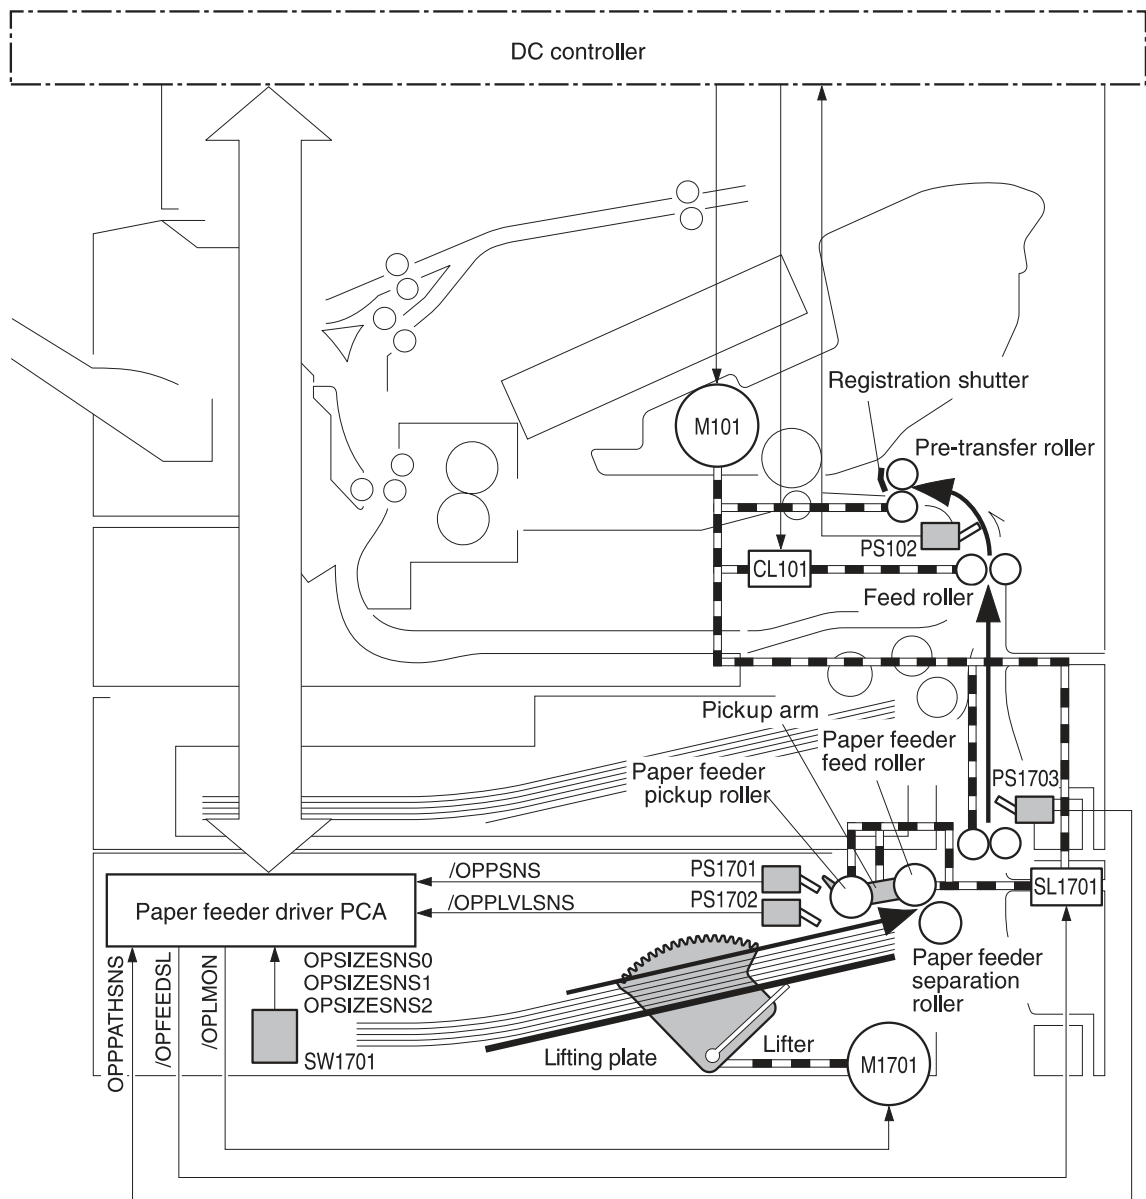 DC controller
Registration shutter
M101
Pre-transfer roller
PS102
CL101
Feed roller
Pickup arm
Paper feeder
feed roller
Paper feeder
pickup roller
PS1703
/OPPSNS
PS1701
SL1701
/OPPLVLSNS
PS1702
Paper feeder driver PCA
OPPPATHSNS
/OPFEEDSL
/OPLMON
OPSIZESNS0
OPSIZESNS1
OPSIZESNS2
Paper feeder
separation
roller
SW1701
Lifting plate
Lifter
M1701